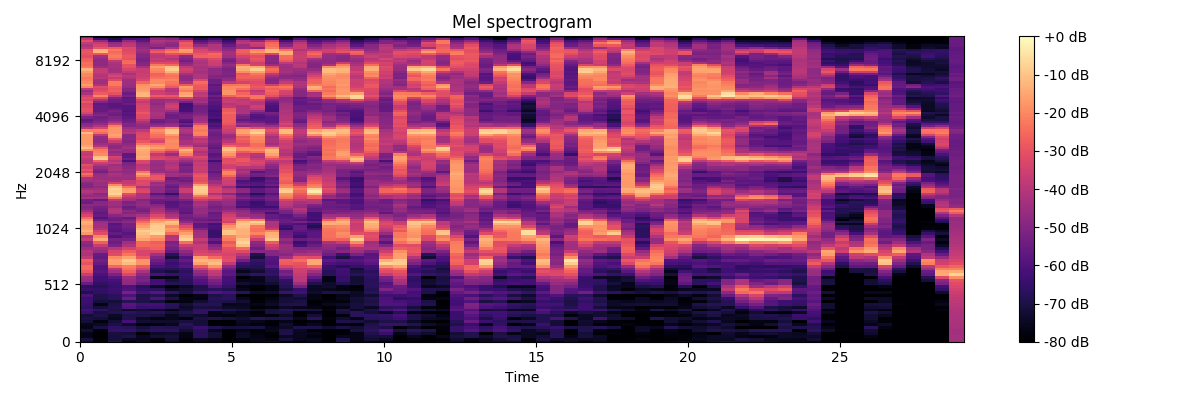 Mel spectrogram
Hz
8192
4096
2048
1024
512
0
0 5 10 15 20 25
Time
+0 dB
-10 dB
-20 dB
-30 dB
-40 dB
-50 dB
-60 dB
-70 dB
-80 dB